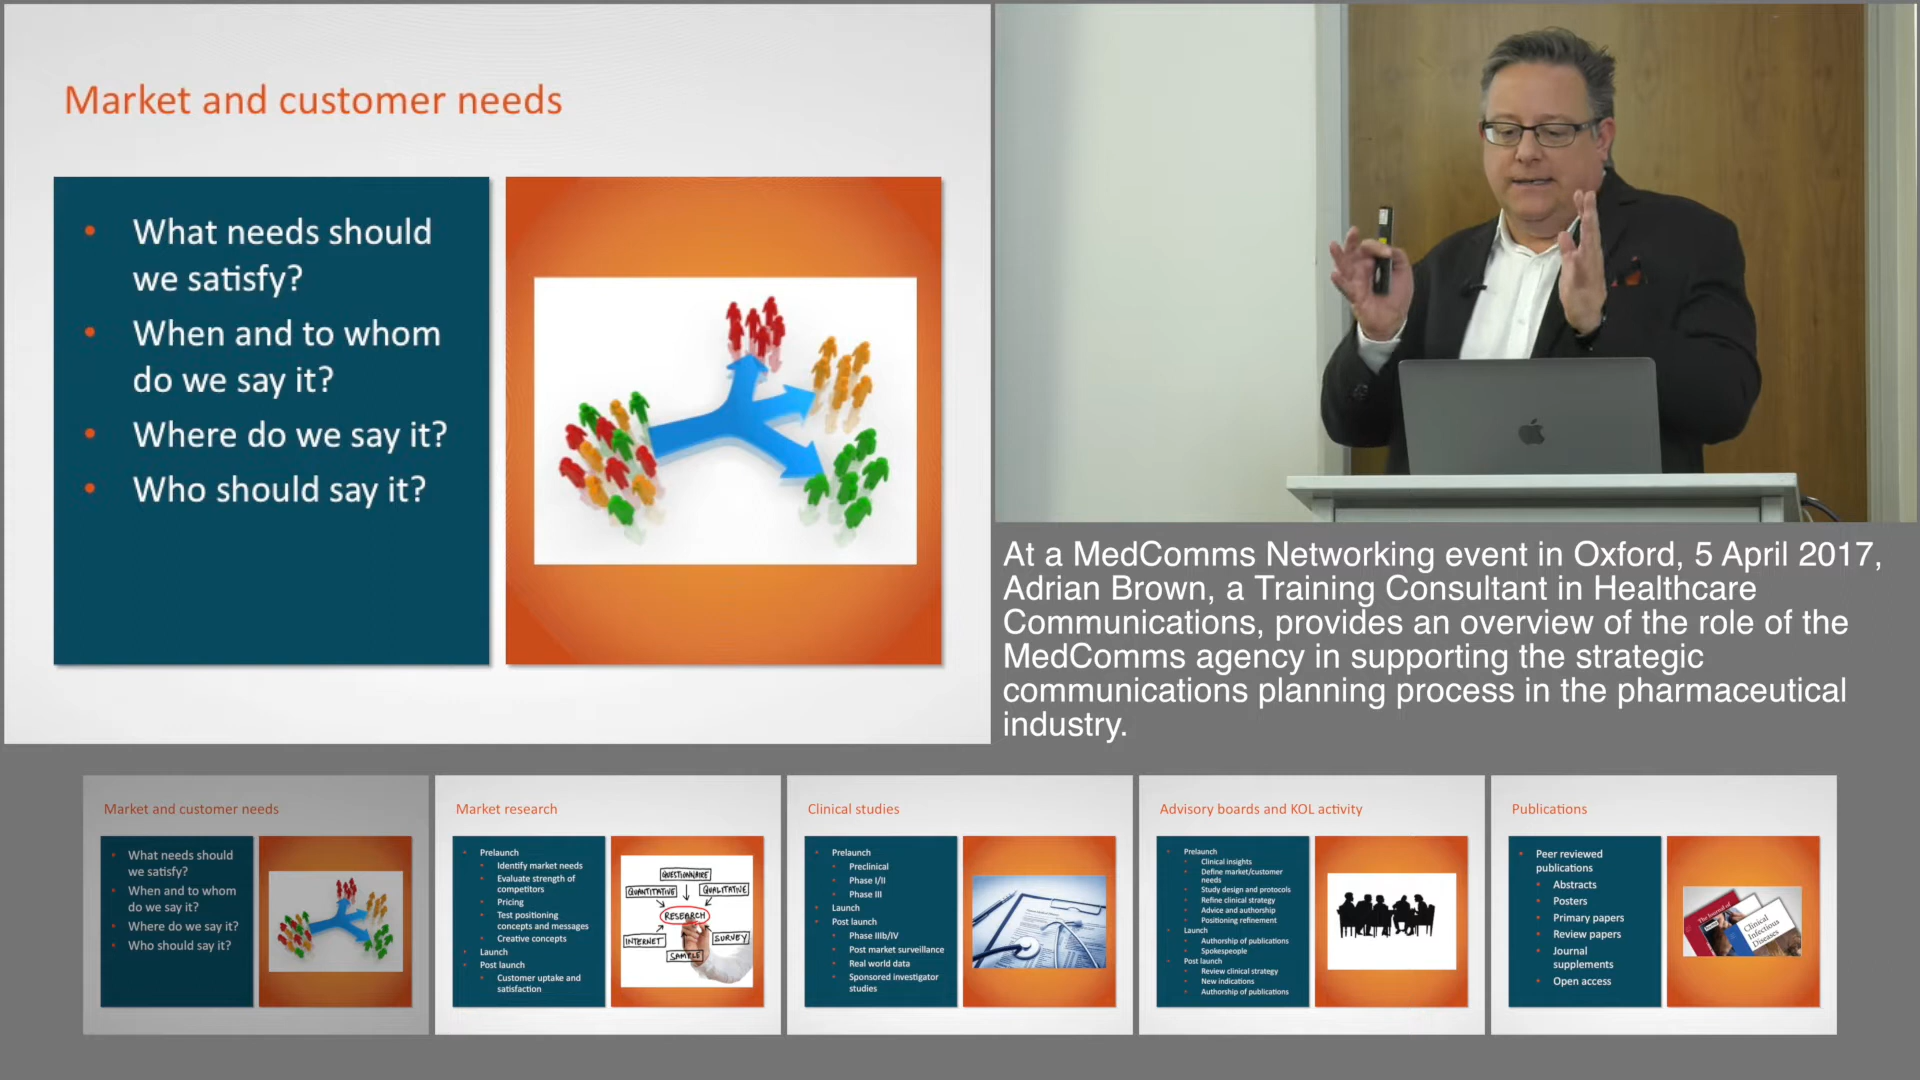 Market and customer needs
• What needs should
we satisfy?
• When and to whom
do we say it?
• Where do we say it?
• Who should say it?
At a MedComms Networking event in Oxford, 5 April 2017,
Adrian Brown, a Training Consultant in Healthcare
Communications, provides an overview of the role of the
MedComms agency in supporting the strategic
communications planning process in the pharmaceutical
industry.
Market and customer needs
• What needs should
we satisfy?
• When and to whom
do we say it?
• Where do we say it?
• Who should say it?
Market research
• Prelaunch
• Identify market needs
• Evaluate strength of
competitors
• Pricing
• Test positioning
concepts and messages
• Creative concepts
• Launch
• Post launch
• Customer uptake and
satisfaction
QUESTIONNAIRE
QUANTITATIVE
QUALITATIVE
RESEARCH
INTERNET
SURVEY
SAMPLE
Clinical studies
• Prelaunch
• Preclinical
• Phase I/II
• Phase III
• Launch
• Post launch
• Phase IIIb/IV
• Post market surveillance
• Real world data
• Sponsored investigator
studies
Advisory boards and KOL activity
• Prelaunch
• Clinical insights
• Define market/customer
needs
• Study design and protocols
• Refine clinical strategy
• Advice and authorship
• Positioning refinement
• Launch
• Authorship of publications
• Spokespeople
• Post launch
• Review clinical strategy
• New indications
• Authorship of publications
Publications
• Peer reviewed
publications
• Abstracts
• Posters
• Primary papers
• Review papers
• Journal
supplements
• Open access
The Journal of
Clinical
Infectious
Diseases